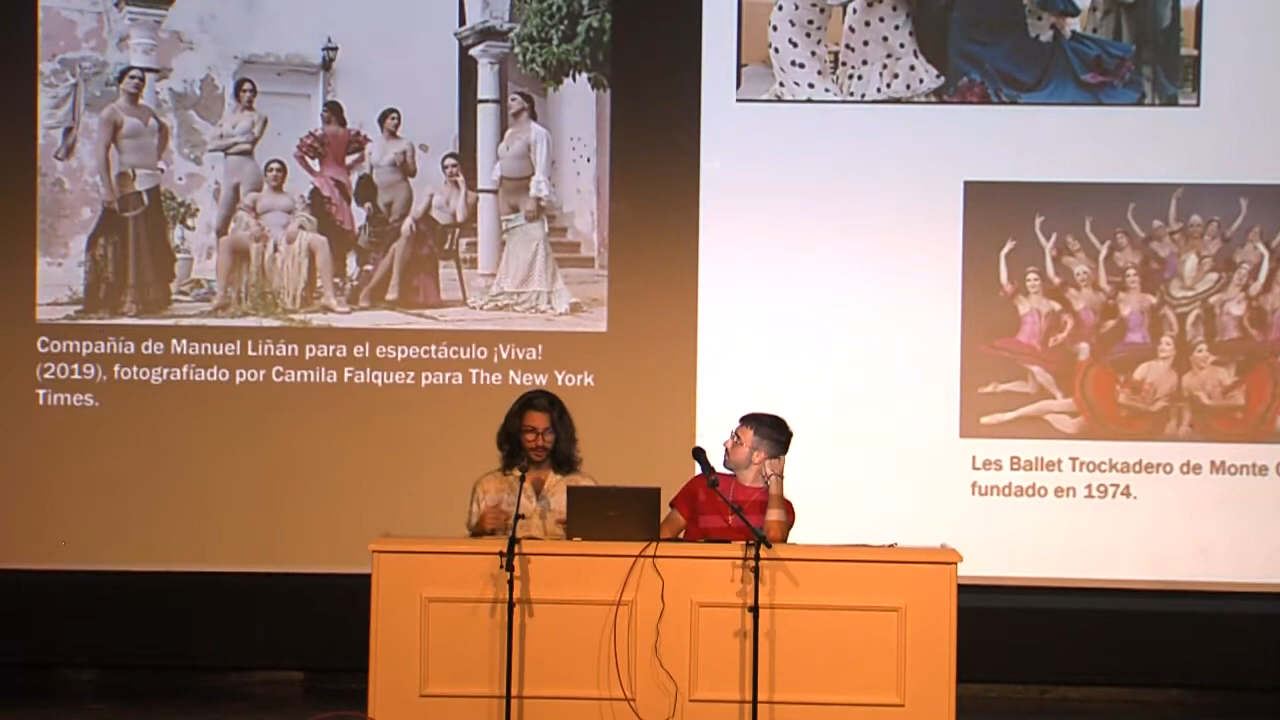 Compañía de Manuel Liñán para el espectáculo ¡Viva!
(2019), fotografíado por Camila Falquez para The New York
Times.
Les Ballet Trockadero de Monte
fundado en 1974.